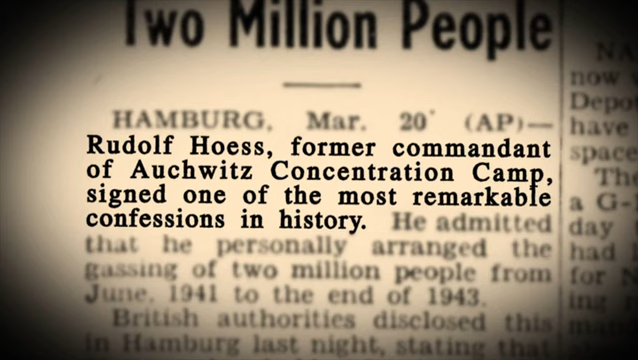 Two Million People
HAMBURG, Mar. 20 (AP)—
Rudolf Hoess, former commandant
of Auchwitz Concentration Camp,
signed one of the most remarkable
confessions in history. He admitted
that he personally arranged the
gassing of two million people from
June, 1941 to the end of 1943.
British authorities disclosed this
in Hamburg last night, stating that
NA
now
Depo
have
space
The
a G-
day
had
for N
ing